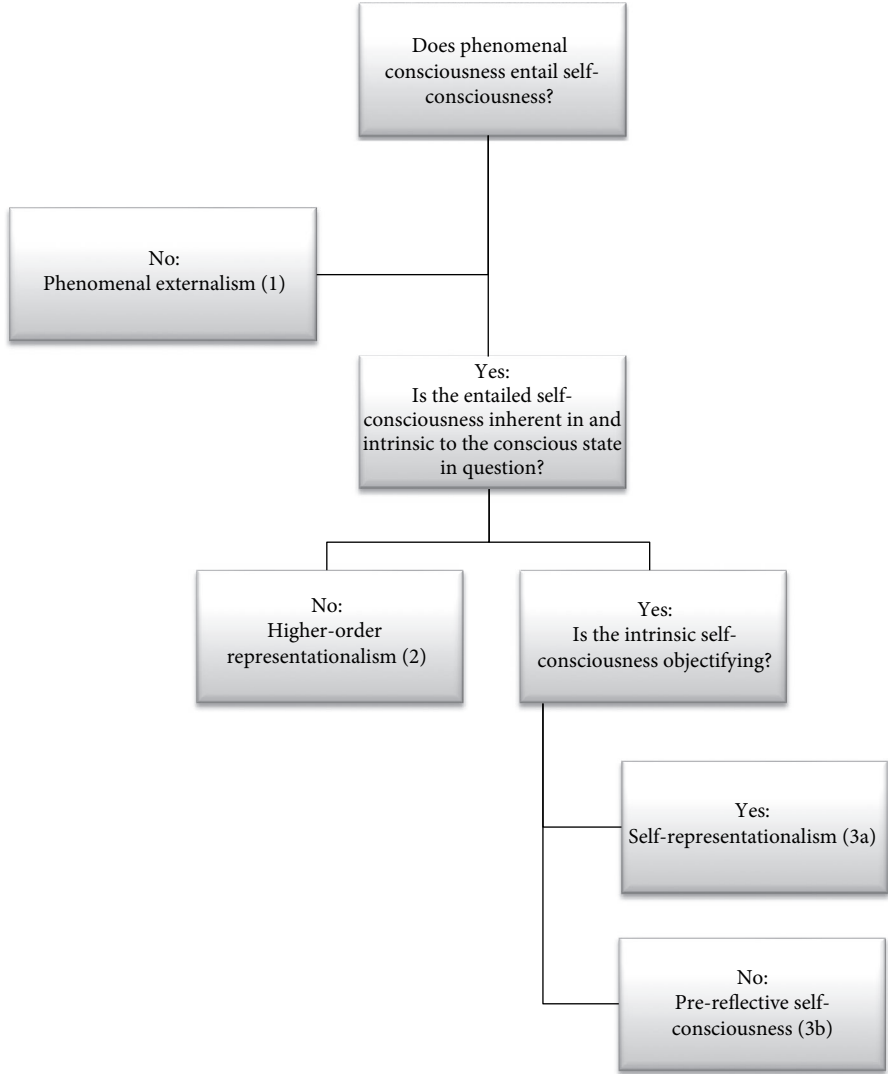 Does phenomenal
consciousness entail self-
consciousness?
No:
Phenomenal externalism (1)
Yes:
Is the entailed self-
consciousness inherent in and
intrinsic to the conscious state
in question?
No:
Higher-order
representationalism (2)
Yes:
Is the intrinsic self-
consciousness objectifying?
Yes:
Self-representationalism (3a)
No:
Pre-reflective self-
consciousness (3b)